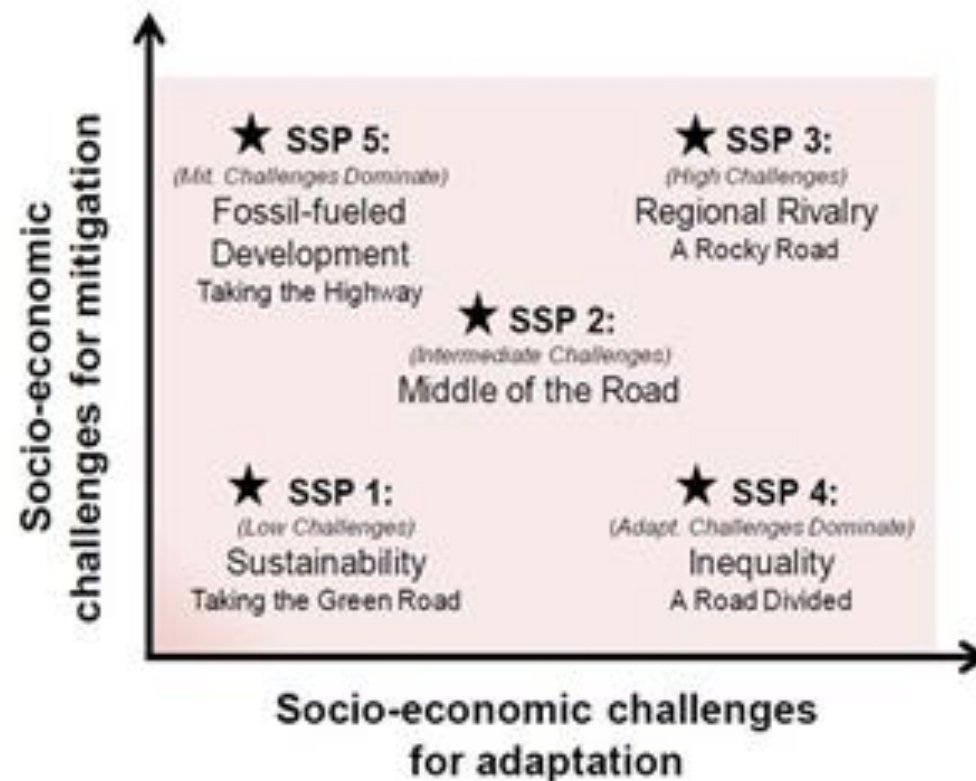 Socio-economic
challenges for mitigation
★ SSP 5:
(Mit. Challenges Dominate)
Fossil-fueled
Development
Taking the Highway
★ SSP 3:
(High Challenges)
Regional Rivalry
A Rocky Road
★ SSP 2:
(Intermediate Challenges)
Middle of the Road
★ SSP 1:
(Low Challenges)
Sustainability
Taking the Green Road
★ SSP 4:
(Adapt. Challenges Dominate)
Inequality
A Road Divided
Socio-economic challenges
for adaptation